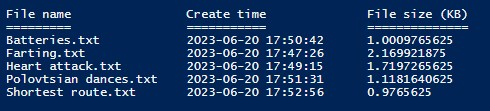 File name Create time File size (KB)
========= =========== ==============
Batteries.txt 2023-06-20 17:50:42 1.0009765625
Farting.txt 2023-06-20 17:47:26 2.169921875
Heart attack.txt 2023-06-20 17:49:15 1.7197265625
Polovtsian dances.txt 2023-06-20 17:51:31 1.1181640625
Shortest route.txt 2023-06-20 17:52:56 0.9765625